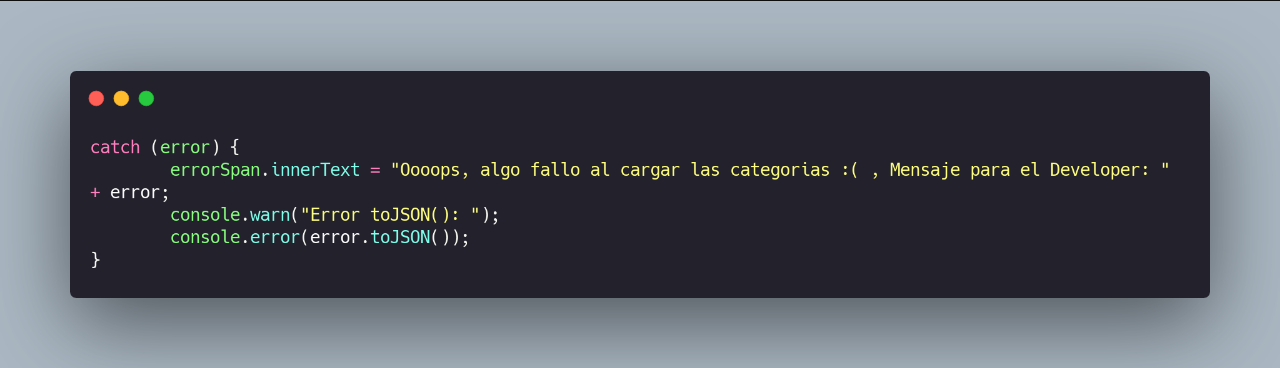 catch (error) {
        errorSpan.innerText = "Oooops, algo fallo al cargar las categorias :( , Mensaje para el Developer: "
+ error;
        console.warn("Error toJSON(): ");
        console.error(error.toJSON());
}